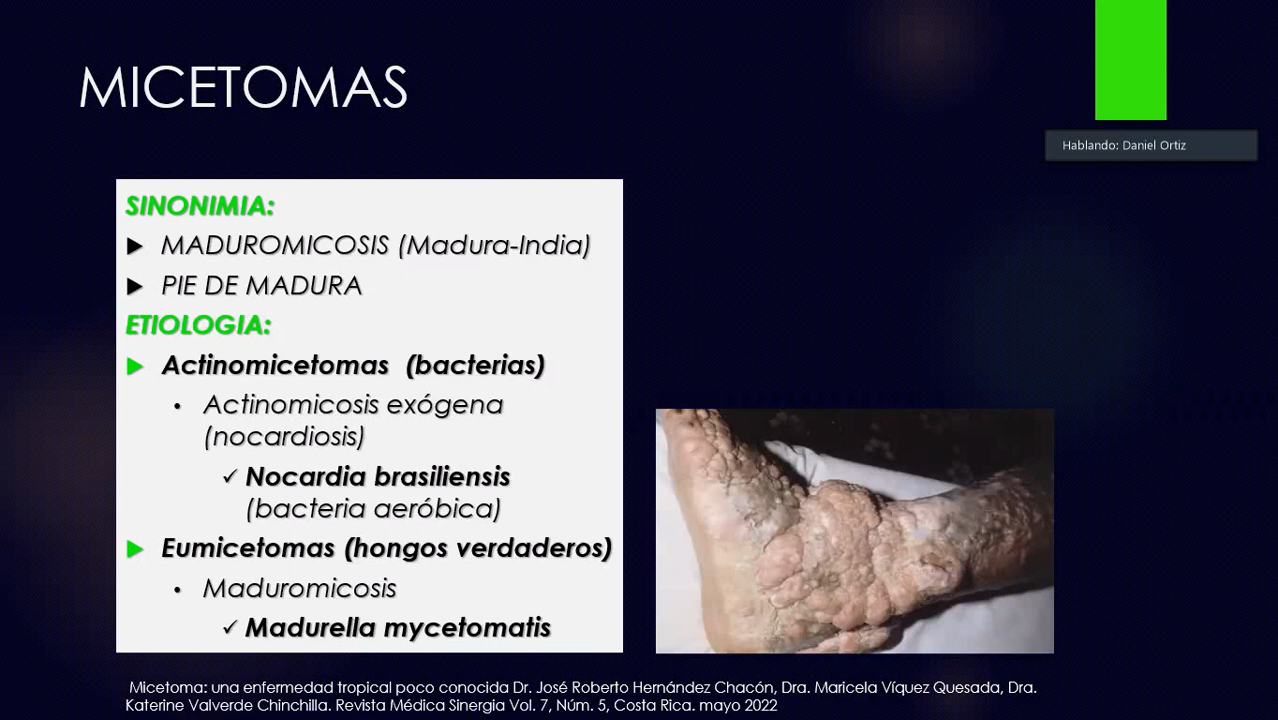 MICETOMAS
Hablando: Daniel Ortiz
SINONIMIA:
MADUROMICOSIS (Madura-India)
PIE DE MADURA
ETIOLOGIA:
Actinomicetomas (bacterias)
Actinomicosis exógena
(nocardiosis)
Nocardia brasiliensis
(bacteria aeróbica)
Eumicetomas (hongos verdaderos)
Maduromicosis
Madurella mycetomatis
Micetoma: una enfermedad tropical poco conocida Dr. José Roberto Hernández Chacón, Dra. Maricela Víquez Quesada, Dra.
Katerine Valverde Chinchilla. Revista Médica Sinergia Vol. 7, Núm. 5, Costa Rica. mayo 2022